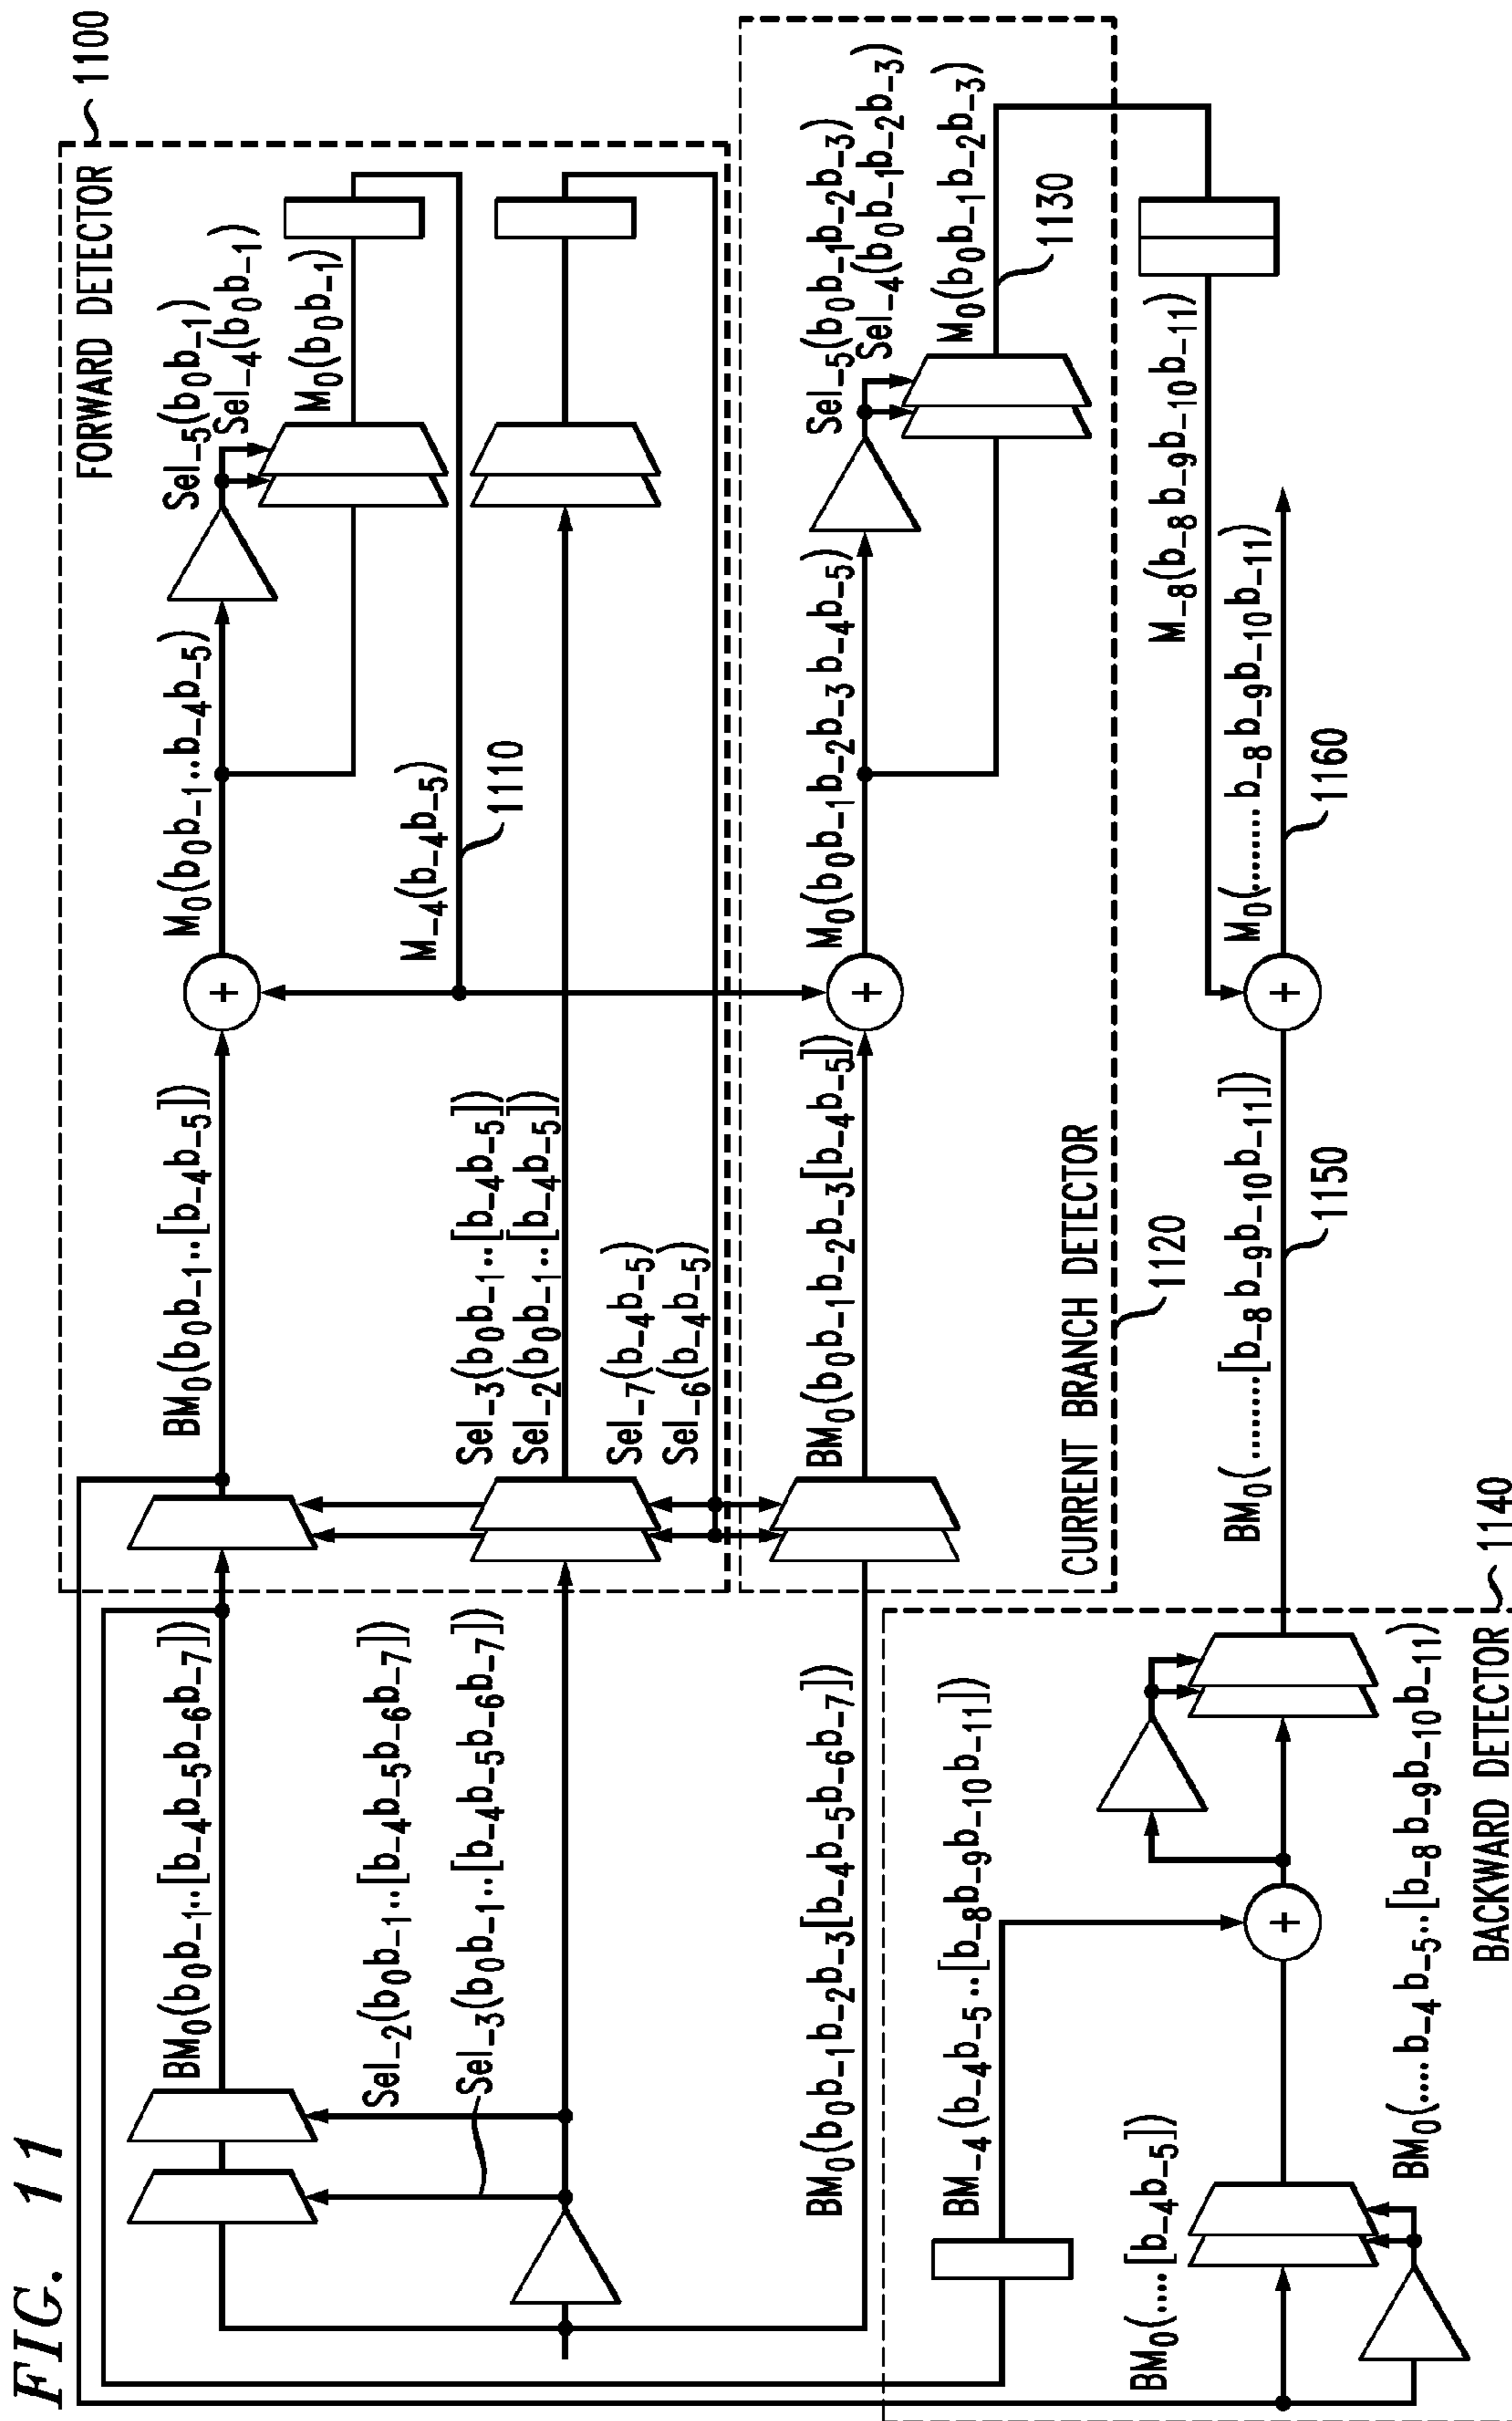 FIG. 11
1100
FORWARD DETECTOR
BM₀(b₀b₋₁..[b₋₄b₋₅b₋₆b₋₇])
BM₀(b₀b₋₁..[b₋₄b₋₅])
M₀(b₀b₋₁..b₋₄b₋₅)
Sel₋₅(b₀b₋₁)
Sel₋₄(b₀b₋₁)
M₀(b₀b₋₁)
M₋₄(b₋₄b₋₅)
1110
Sel₋₂(b₀b₋₁..[b₋₄b₋₅b₋₆b₋₇])
Sel₋₃(b₀b₋₁..[b₋₄b₋₅b₋₆b₋₇])
Sel₋₃(b₀b₋₁..[b₋₄b₋₅])
Sel₋₂(b₀b₋₁..[b₋₄b₋₅])
Sel₋₇(b₋₄b₋₅)
Sel₋₆(b₋₄b₋₅)
BM₀(b₀b₋₁b₋₂b₋₃[b₋₄b₋₅b₋₆b₋₇])
BM₀(b₀b₋₁b₋₂b₋₃[b₋₄b₋₅])
M₀(b₀b₋₁b₋₂b₋₃b₋₄b₋₅)
Sel₋₅(b₀b₋₁b₋₂b₋₃)
Sel₋₄(b₀b₋₁b₋₂b₋₃)
M₀(b₀b₋₁b₋₂b₋₃)
1130
CURRENT BRANCH DETECTOR
1120
BM₋₄(b₋₄b₋₅..[b₋₈b₋₉b₋₁₀b₋₁₁])
M₋₈(b₋₈b₋₉b₋₁₀b₋₁₁)
BM₀(....[b₋₄b₋₅])
BM₀(........[b₋₈b₋₉b₋₁₀b₋₁₁])
1150
M₀(........b₋₈b₋₉b₋₁₀b₋₁₁)
1160
BM₀(....b₋₄b₋₅..[b₋₈b₋₉b₋₁₀b₋₁₁)
BACKWARD DETECTOR
1140